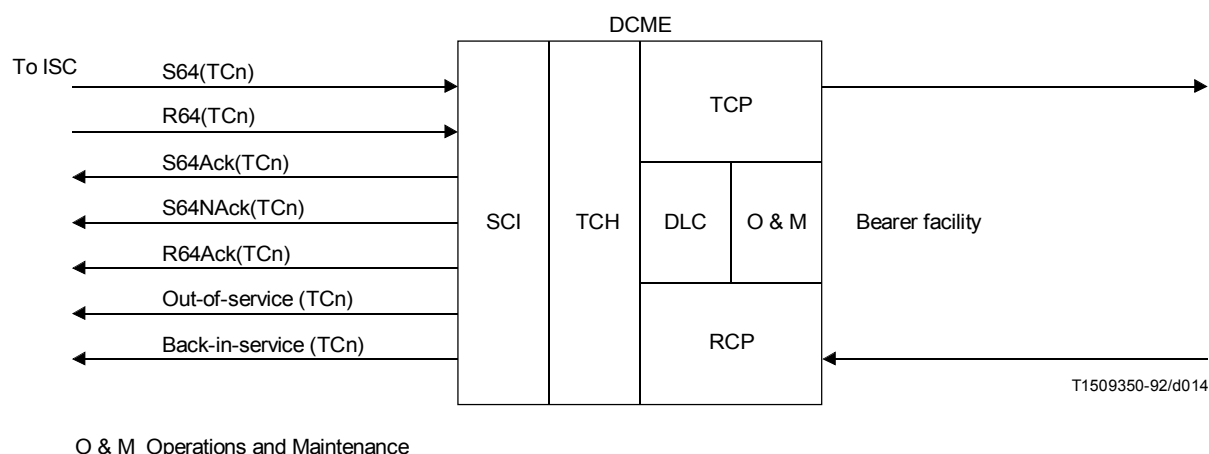 DCME
To ISC
S64(TCn)
R64(TCn)
S64Ack(TCn)
S64NAck(TCn)
R64Ack(TCn)
Out-of-service (TCn)
Back-in-service (TCn)
SCI
TCH
TCP
DLC
O & M
RCP
Bearer facility
T1509350-92/d014
O & M Operations and Maintenance